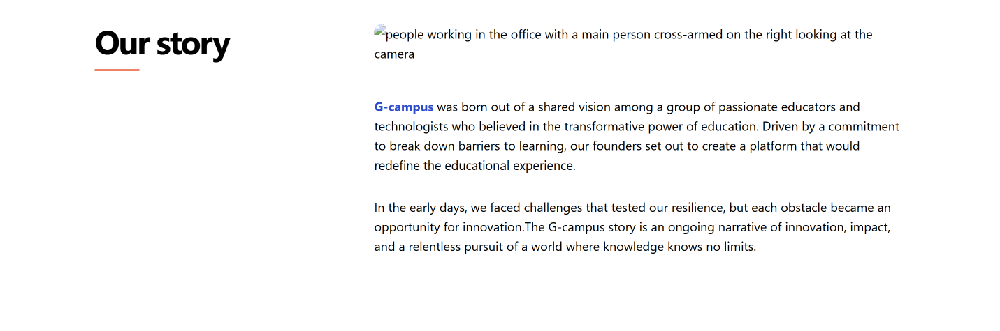 Our story
people working in the office with a main person cross-armed on the right looking at the
camera
G-campus was born out of a shared vision among a group of passionate educators and
technologists who believed in the transformative power of education. Driven by a commitment
to break down barriers to learning, our founders set out to create a platform that would
redefine the educational experience.
In the early days, we faced challenges that tested our resilience, but each obstacle became an
opportunity for innovation.The G-campus story is an ongoing narrative of innovation, impact,
and a relentless pursuit of a world where knowledge knows no limits.